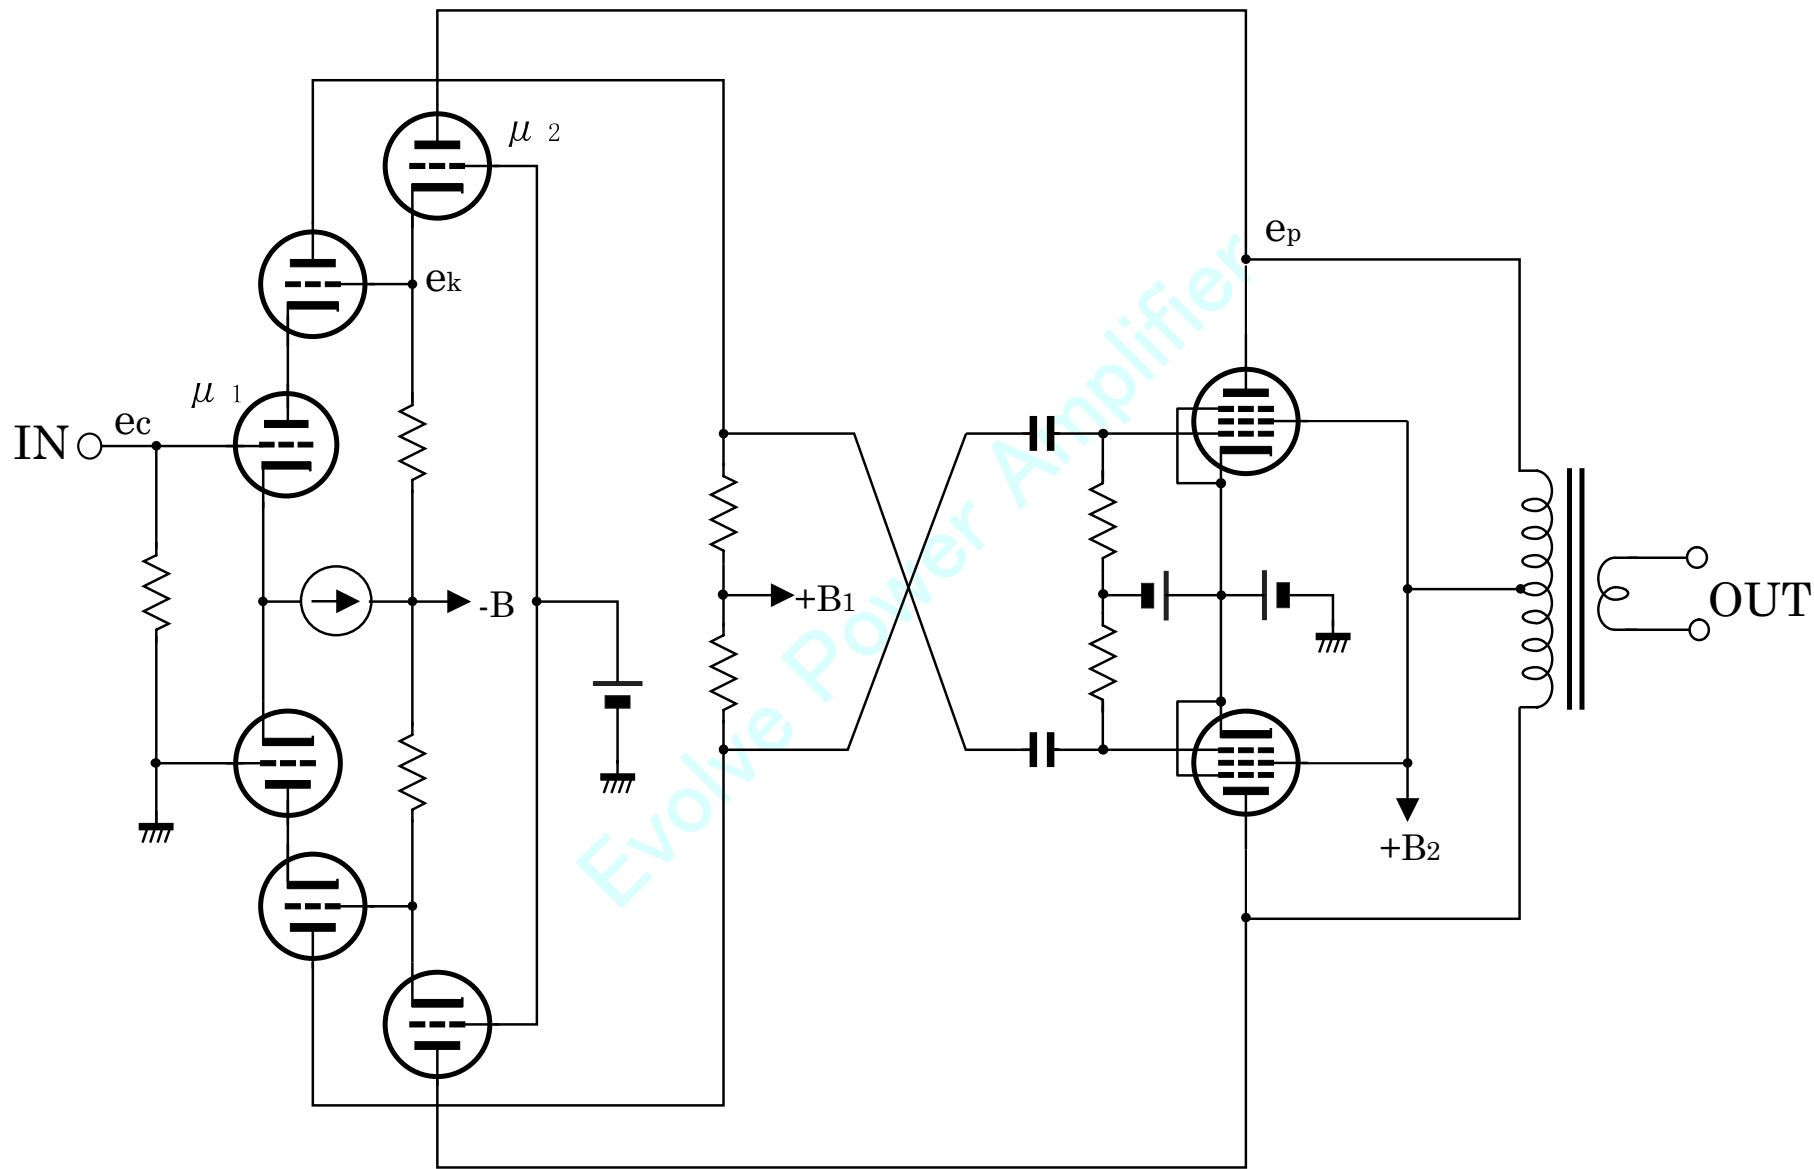 μ 2
ep
ek
μ 1
ec
IN
-B
+B1
OUT
+B2
Evolve Power Amplifier